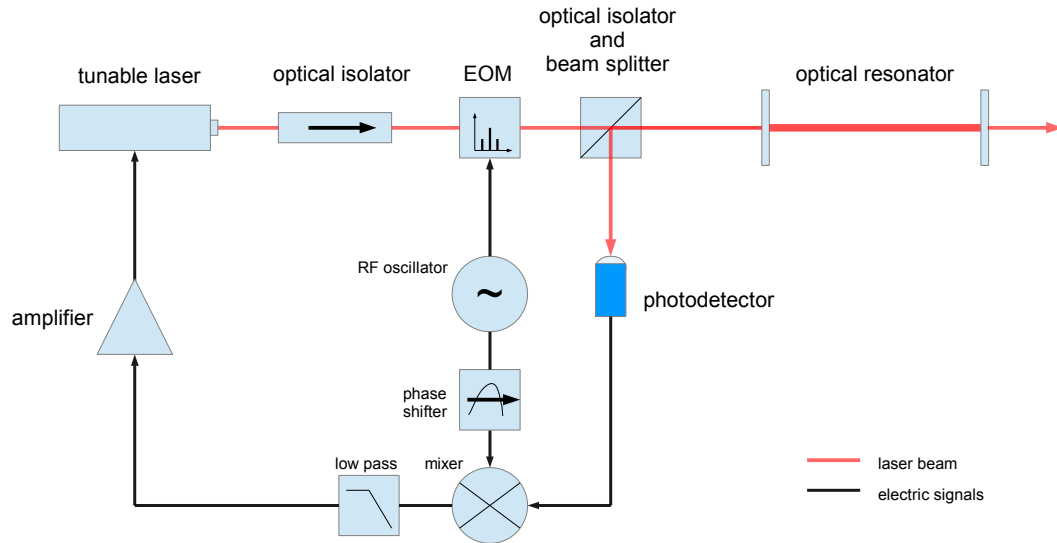 optical isolator
and
beam splitter
tunable laser
optical isolator
EOM
optical resonator
RF oscillator
~
photodetector
amplifier
phase
shifter
low pass
mixer
laser beam
electric signals